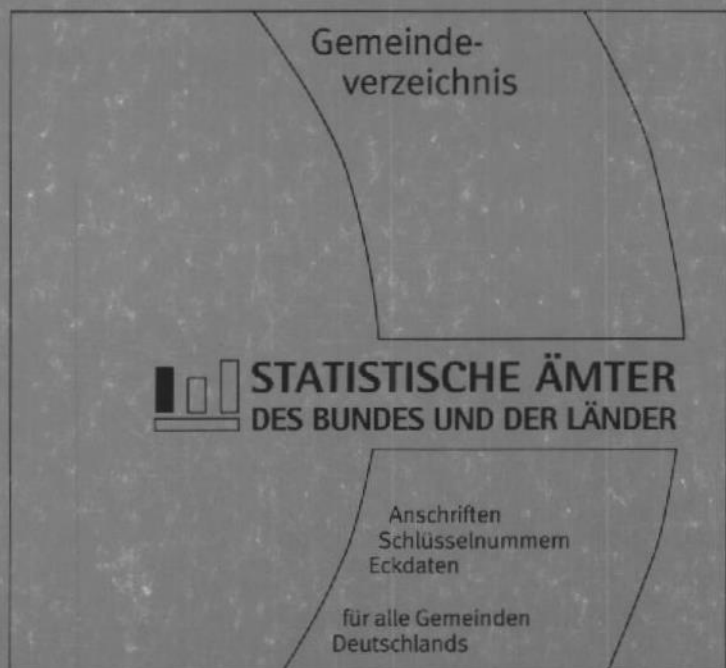 Gemeinde-
verzeichnis
STATISTISCHE ÄMTER
DES BUNDES UND DER LÄNDER
Anschriften
Schlüsselnummern
Eckdaten
für alle Gemeinden
Deutschlands